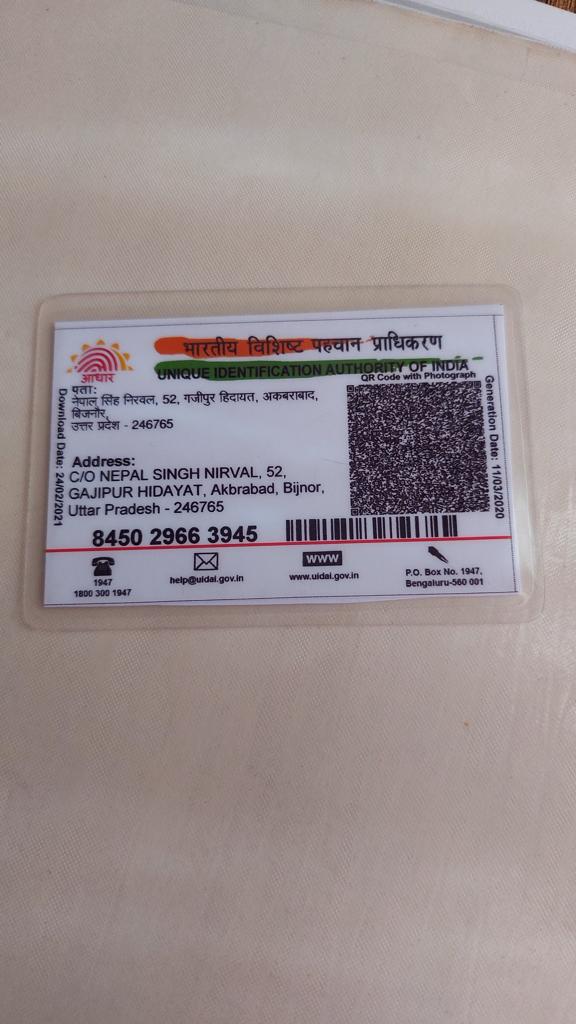 भारतीय विशिष्ट पहचान प्राधिकरण
UNIQUE IDENTIFICATION AUTHORITY OF INDIA
आधार
QR Code with Photograph
पता:
नेपाल सिंह निरवल, 52, गजीपुर हिदायत, अकबराबाद,
बिजनौर,
उत्तर प्रदेश - 246765
Address:
C/O NEPAL SINGH NIRVAL, 52,
GAJIPUR HIDAYAT, Akbrabad, Bijnor,
Uttar Pradesh - 246765
Download Date: 24/02/2021
Generation Date: 11/03/2020
8450 2966 3945
1947
1800 300 1947
help@uidai.gov.in
www
www.uidai.gov.in
P.O. Box No. 1947,
Bengaluru-560 001